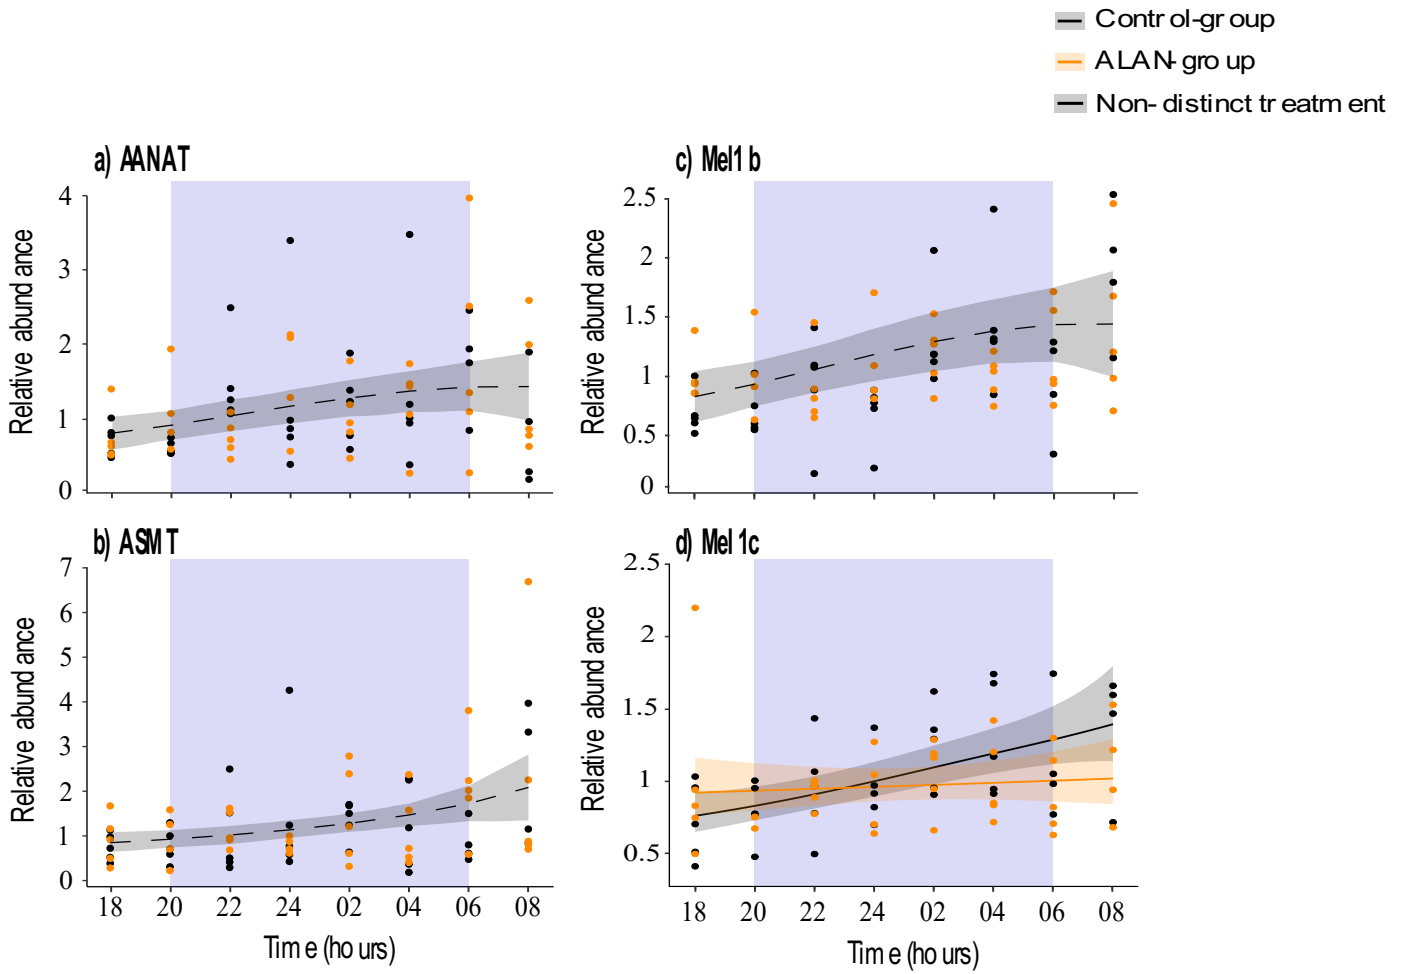 Control-group
ALAN-group
Non-distinct treatment
a) AANAT
4
3
2
1
0
Relative abundance
c) Mel1b
2.5
2
1.5
1
0.5
0
Relative abundance
b) ASMT
7
6
5
4
3
2
1
0
Relative abundance
18 20 22 24 02 04 06 08
Time (hours)
d) Mel1c
2.5
2
1.5
1
0.5
Relative abundance
18 20 22 24 02 04 06 08
Time (hours)